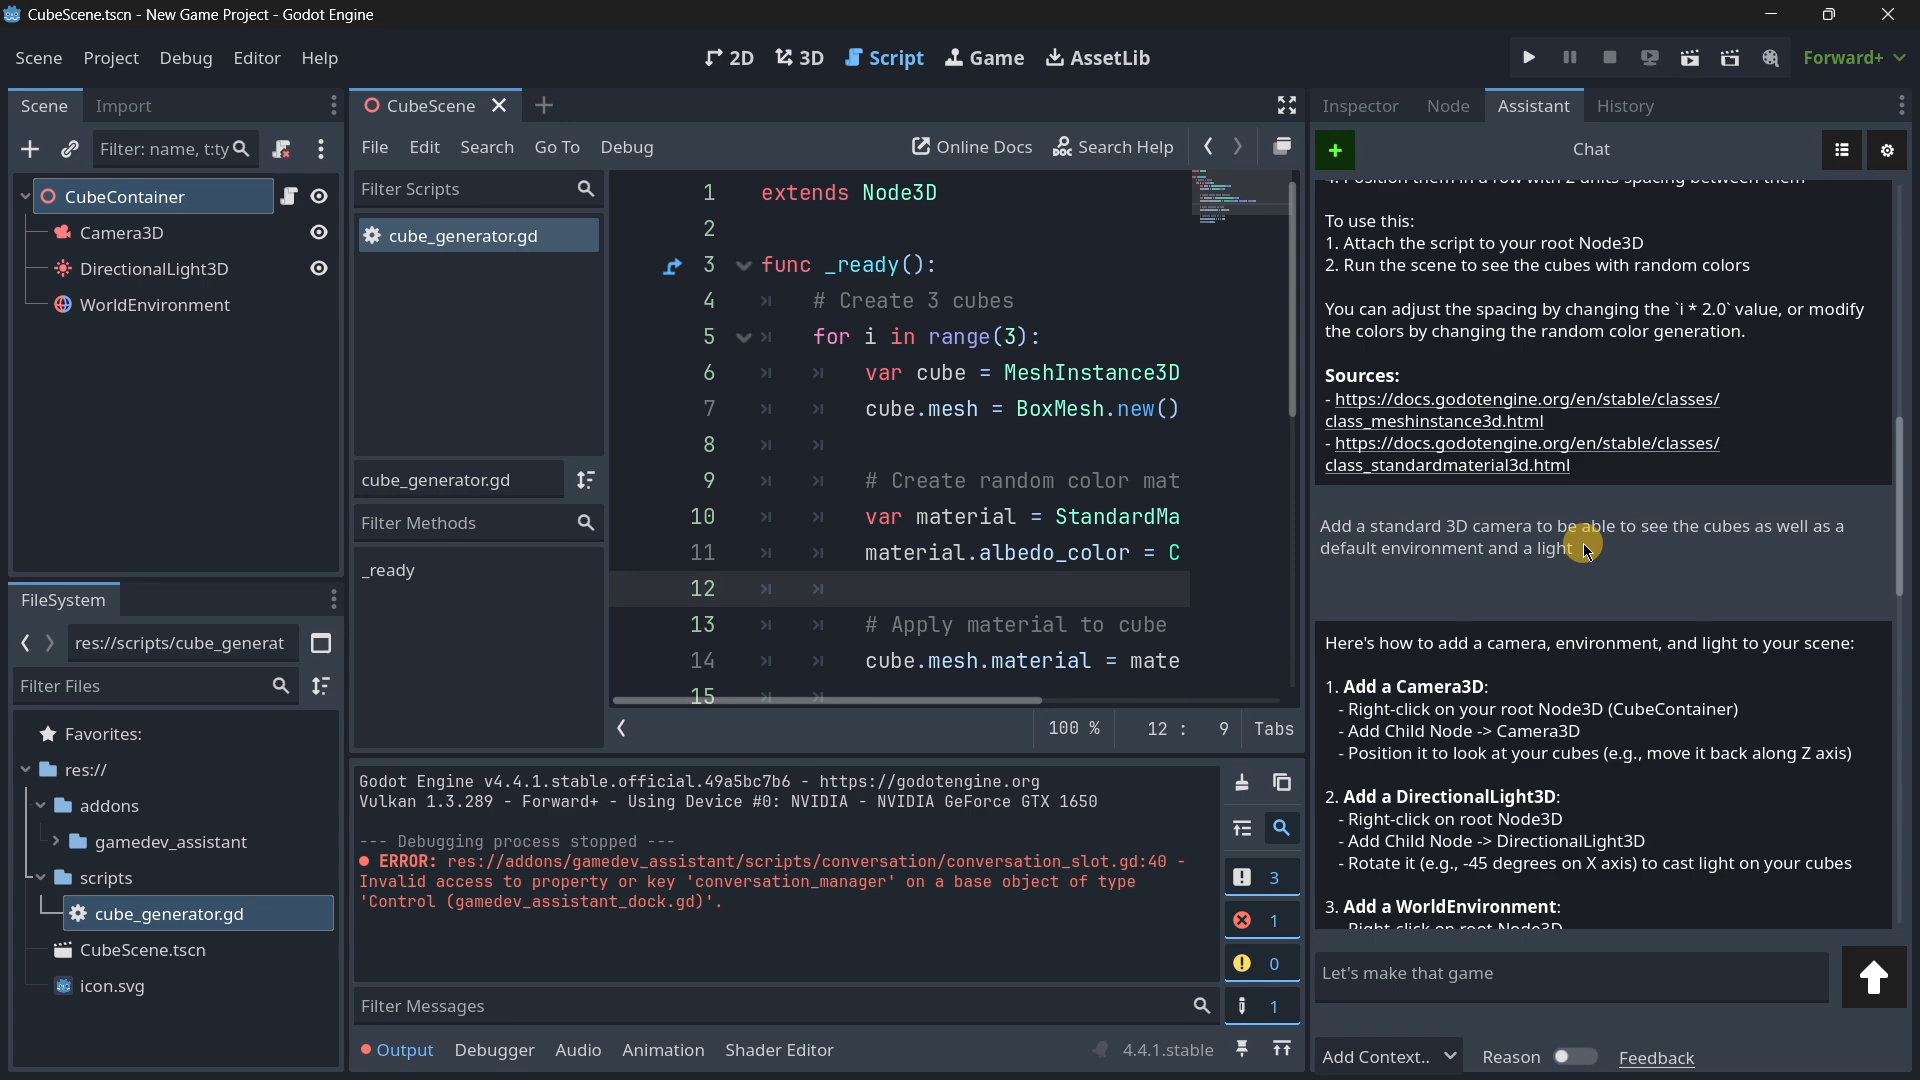 CubeScene.tscn - New Game Project - Godot Engine
Scene Project Debug Editor Help
2D 3D Script Game AssetLib
Forward+
Scene Import
Filter: name, t:ty
CubeContainer
Camera3D
DirectionalLight3D
WorldEnvironment
FileSystem
res://scripts/cube_generat
Filter Files
Favorites:
res://
addons
gamedev_assistant
scripts
cube_generator.gd
CubeScene.tscn
icon.svg
CubeScene
File Edit Search Go To Debug
Online Docs Search Help
Filter Scripts
cube_generator.gd
cube_generator.gd
Filter Methods
_ready
1 extends Node3D
2
3 func _ready():
4 # Create 3 cubes
5 for i in range(3):
6 var cube = MeshInstance3D
7 cube.mesh = BoxMesh.new()
8
9 # Create random color mat
10 var material = StandardMa
11 material.albedo_color = C
12
13 # Apply material to cube
14 cube.mesh.material = mate
15
100 % 12 : 9 Tabs
Godot Engine v4.4.1.stable.official.49a5bc7b6 - https://godotengine.org
Vulkan 1.3.289 - Forward+ - Using Device #0: NVIDIA - NVIDIA GeForce GTX 1650
--- Debugging process stopped ---
ERROR: res://addons/gamedev_assistant/scripts/conversation/conversation_slot.gd:40 -
Invalid access to property or key 'conversation_manager' on a base object of type
'Control (gamedev_assistant_dock.gd)'.
3
1
0
1
Filter Messages
Output Debugger Audio Animation Shader Editor
4.4.1.stable
Inspector Node Assistant History
+ Chat
4. Position them in a row with 2 units spacing between them
To use this:
1. Attach the script to your root Node3D
2. Run the scene to see the cubes with random colors
You can adjust the spacing by changing the `i * 2.0` value, or modify
the colors by changing the random color generation.
Sources:
- https://docs.godotengine.org/en/stable/classes/
class_meshinstance3d.html
- https://docs.godotengine.org/en/stable/classes/
class_standardmaterial3d.html
Add a standard 3D camera to be able to see the cubes as well as a
default environment and a light
Here's how to add a camera, environment, and light to your scene:
1. Add a Camera3D:
- Right-click on your root Node3D (CubeContainer)
- Add Child Node -> Camera3D
- Position it to look at your cubes (e.g., move it back along Z axis)
2. Add a DirectionalLight3D:
- Right-click on root Node3D
- Add Child Node -> DirectionalLight3D
- Rotate it (e.g., -45 degrees on X axis) to cast light on your cubes
3. Add a WorldEnvironment:
- Right-click on root Node3D
Let's make that game
Add Context.. Reason Feedback